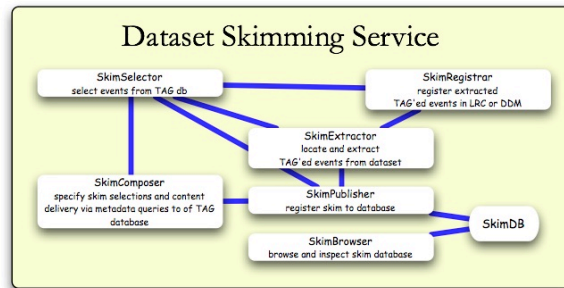 Dataset Skimming Service
SkimSelector
select events from TAG db
SkimRegistrar
register extracted
TAG'ed events in LRC or DDM
SkimExtractor
locate and extract
TAG'ed events from dataset
SkimComposer
specify skim selections and content
delivery via metadata queries to of TAG
database
SkimPublisher
register skim to database
SkimDB
SkimBrowser
browse and inspect skim database